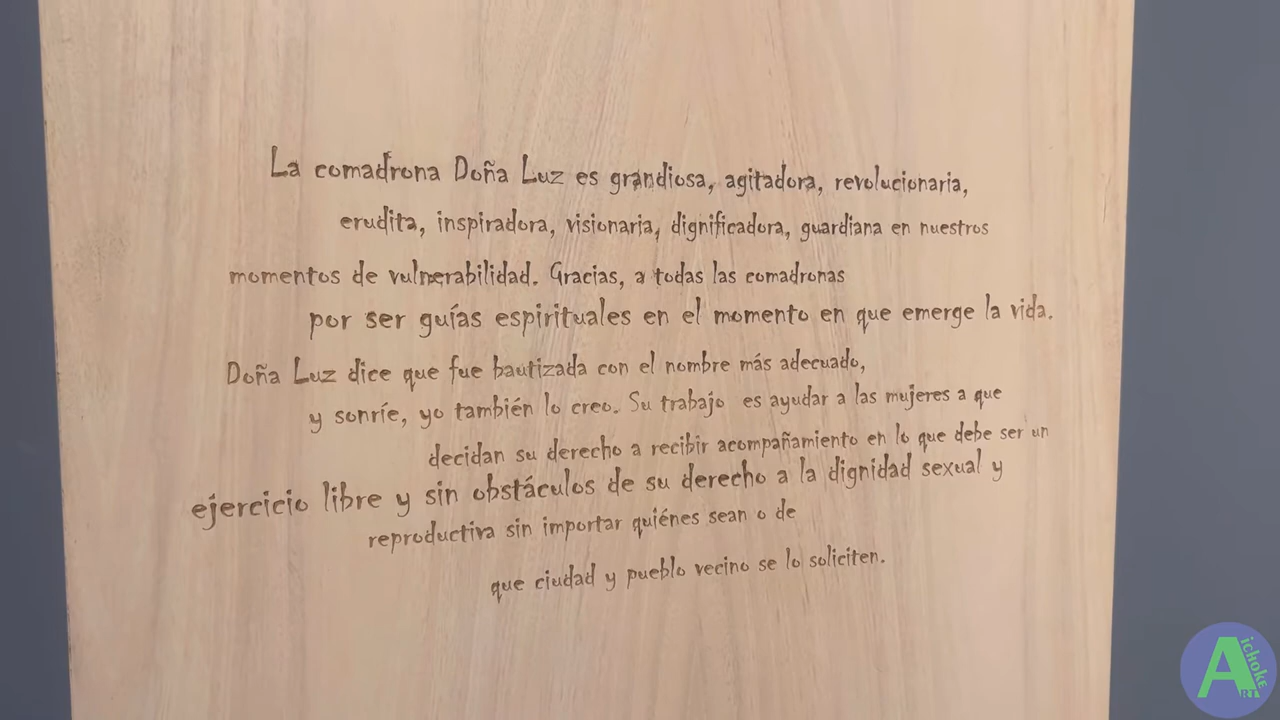 La comadrona Doña Luz es grandiosa, agitadora, revolucionaria,
erudita, inspiradora, visionaria, dignificadora, guardiana en nuestros
momentos de vulnerabilidad. Gracias, a todas las comadronas
por ser guías espirituales en el momento en que emerge la vida.
Doña Luz dice que fue bautizada con el nombre más adecuado,
y sonríe, yo también lo creo. Su trabajo es ayudar a las mujeres a que
decidan su derecho a recibir acompañamiento en lo que debe ser un
ejercicio libre y sin obstáculos de su derecho a la dignidad sexual y
reproductiva sin importar quiénes sean o de
que ciudad y pueblo vecino se lo soliciten.
Aichoke
ART